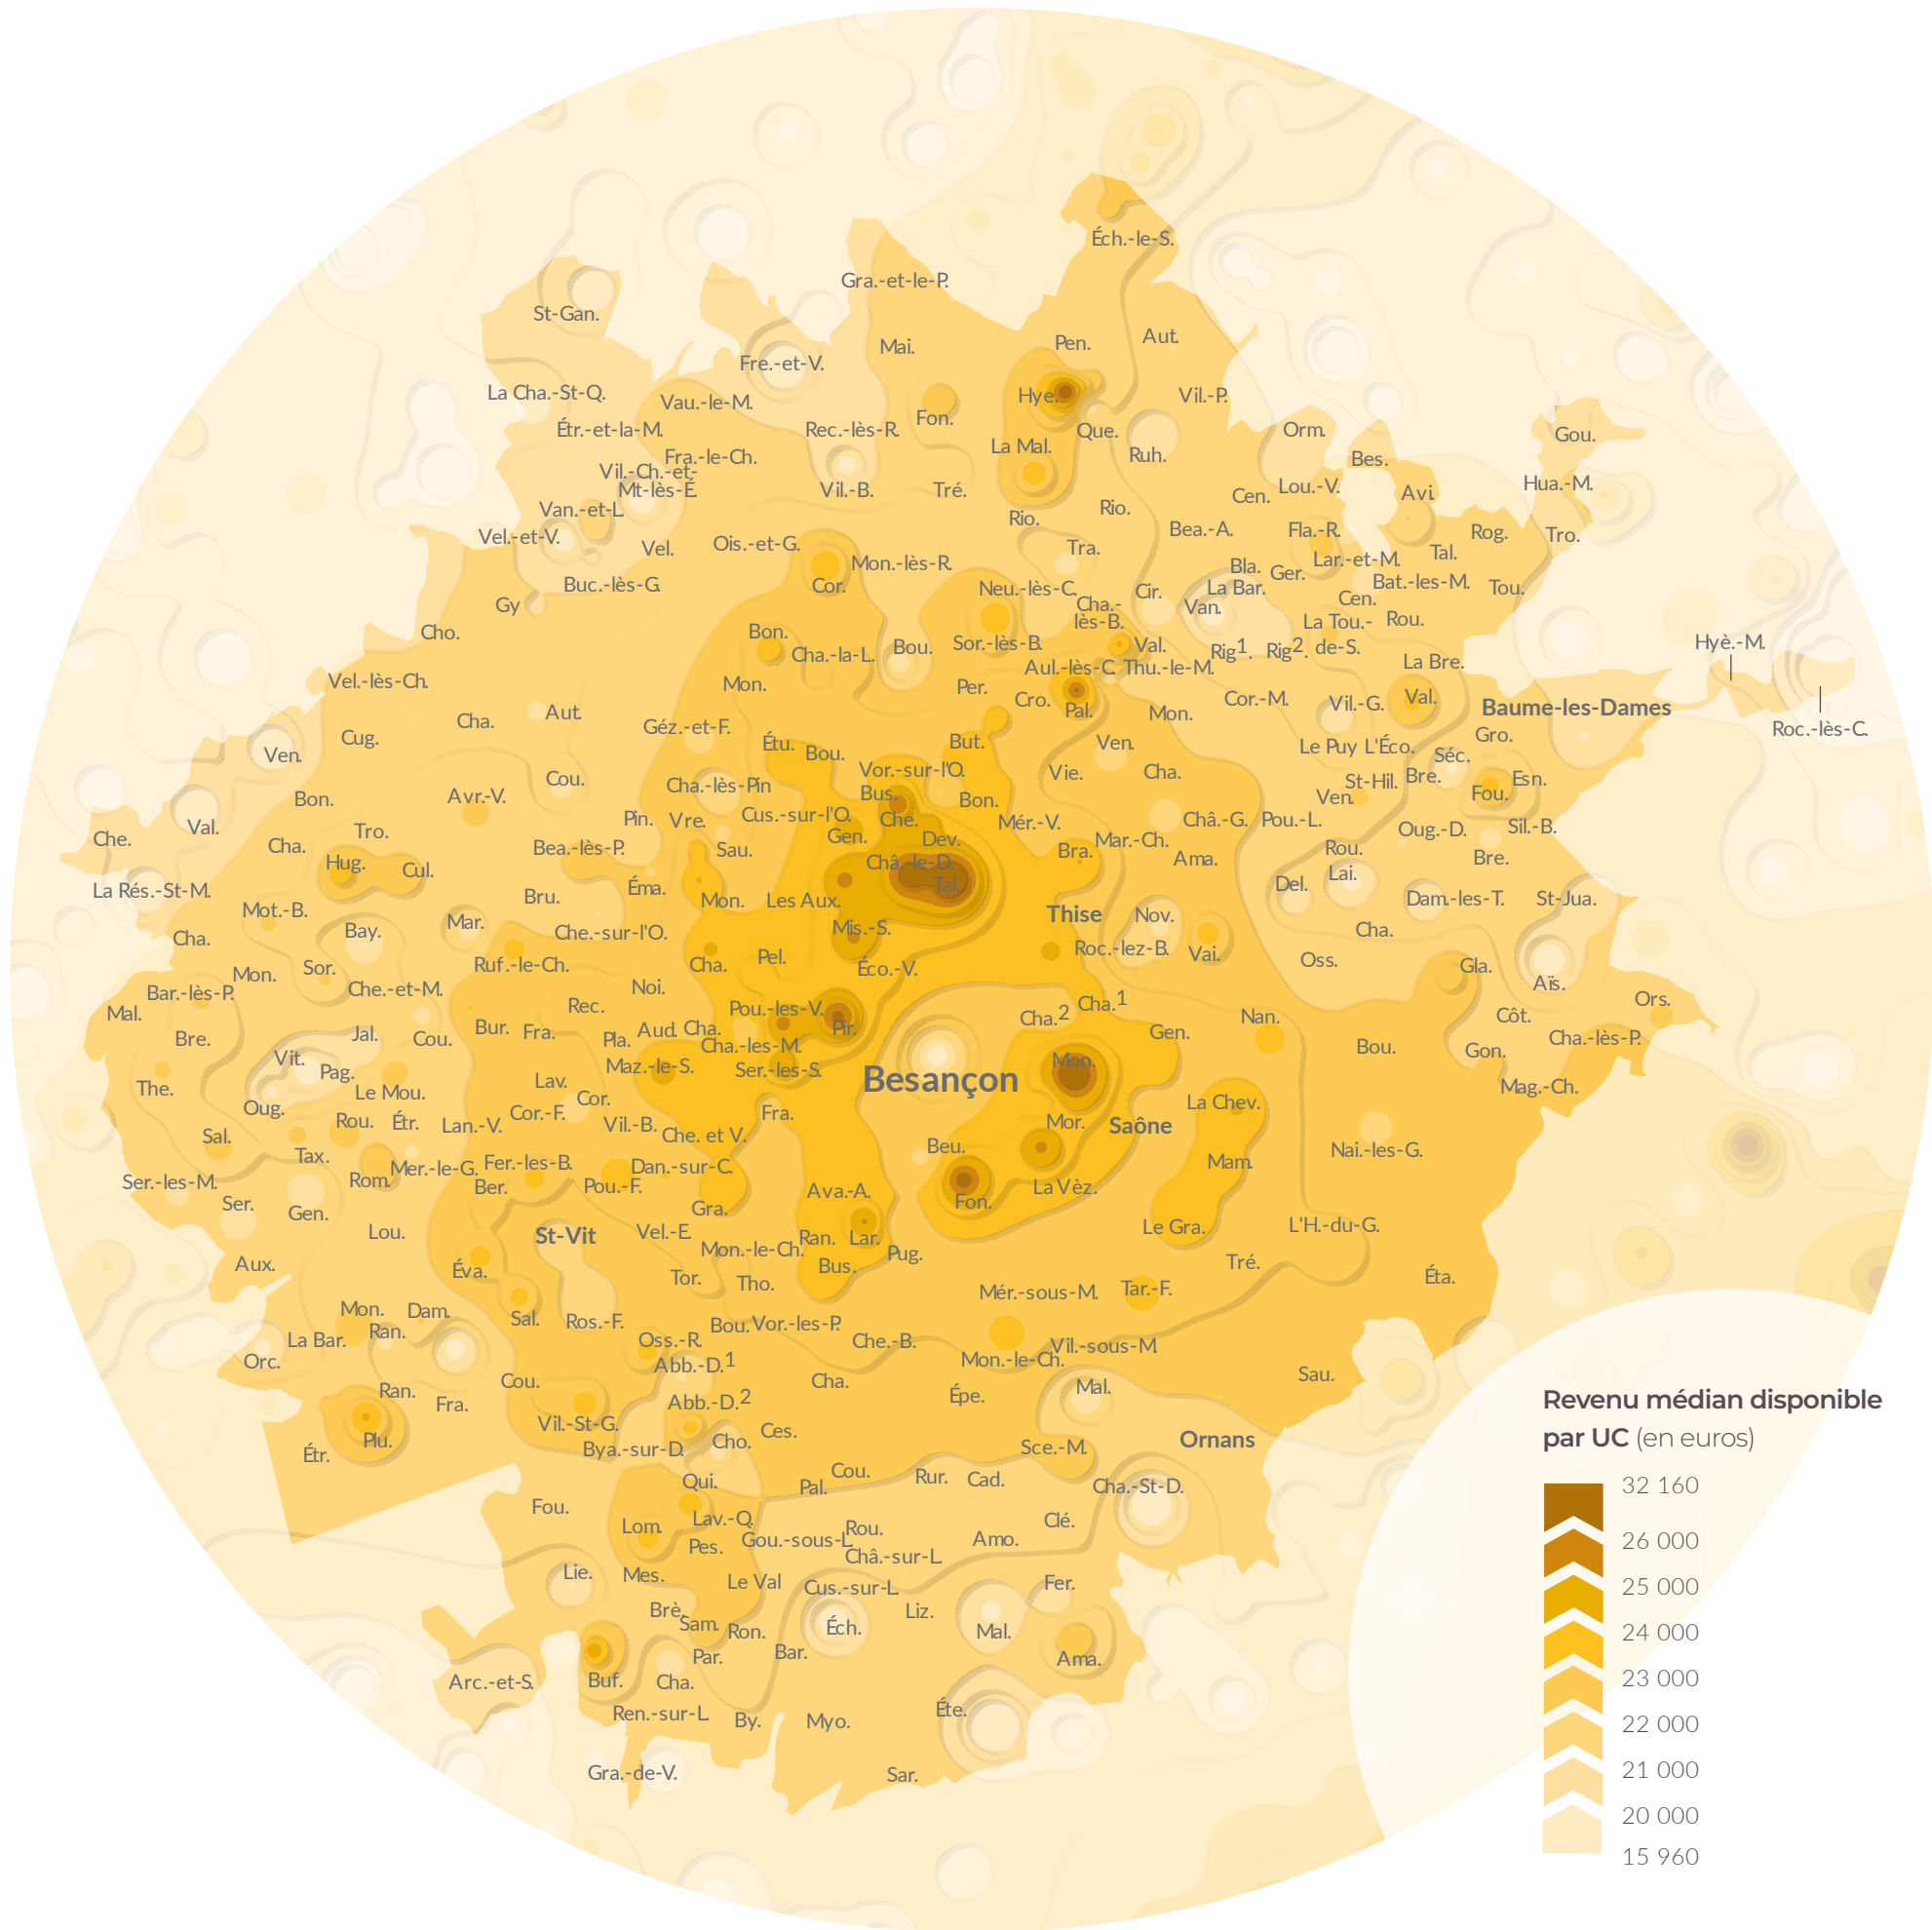 Éch.-le-S.
Gra.-et-le-P.
St-Gan.
Aut.
Pen.
Mai.
Fre.-et-V.
La Cha.-St-Q.
Vau.-le-M.
Hye.
Vil.-P.
Fon.
Étr.-et-la-M.
Rec.-lès-R.
Que.
Orm.
Gou.
La Mal.
Ruh.
Fra.-le-Ch.
Bes.
Vil.-Ch.-et-
Mt-lès-É.
Vil.-B.
Tré.
Cen.
Lou.-V.
Avi.
Hua.-M.
Van.-et-L.
Rio.
Rio.
Vel.-et-V.
Vel.
Ois.-et-G.
Tra.
Bea.-A.
Fla.-R.
Rog.
Tro.
Mon.-lès-R.
Bla.
Ger.
Lar.-et-M.
Tal.
Buc.-lès-G.
Cor.
Neu.-lès-C.
Cir.
La Bar.
Bat.-les-M.
Tou.
Gy
Cha.-
lès-B.
Van.
Cen.
La Tou.-
de-S.
Rou.
Cho.
Bon.
Cha.-la-L.
Bou.
Sor.-lès-B.
Val.
Rig1.
Rig2.
Hyè.-M.
Aul.-lès-C.
Thu.-le-M.
La Bre.
Vel.-lès-Ch.
Mon.
Per.
Cro.
Pal.
Cor.-M.
Vil.-G.
Val.
Baume-les-Dames
Cha.
Aut.
Géz.-et-F.
Mon.
Roc.-lès-C.
Cug.
Étu.
Bou.
But.
Ven.
Le Puy
L'Éco.
Gro.
Ven.
Séc.
Cou.
Cha.-lès-Pin
Vor.-sur-l'O.
Vie.
Cha.
St-Hil.
Bre.
Esn.
Bon.
Avr.-V.
Bus.
Bon.
Ven.
Fou.
Pin.
Vre.
Cus.-sur-l'O.
Che.
Mér.-V.
Châ.-G.
Pou.-L.
Oug.-D.
Sil.-B.
Che.
Val.
Tro.
Gen.
Dev.
Mar.-Ch.
Cha.
Bea.-lès-P.
Sau.
Bra.
Ama.
Rou.
Bre.
Hug.
Cul.
Châ.-le-D.
Lai.
La Rés.-St-M.
Éma.
Tal.
Del.
Bru.
Mon.
Les Aux.
Dam.-les-T.
St-Jua.
Mot.-B.
Mar.
Thise
Nov.
Cha.
Bay.
Che.-sur-l'O.
Mis.-S.
Cha.
Roc.-lez-B.
Vai.
Mon.
Sor.
Ruf.-le-Ch.
Cha.
Pel.
Éco.-V.
Oss.
Gla.
Bar.-lès-P.
Che.-et-M.
Noi.
Aïs.
Mal.
Rec.
Pou.-les-V.
Cha.1
Ors.
Bre.
Jal.
Cou.
Bur.
Fra.
Pla.
Aud.
Cha.
Pir.
Cha.2
Gen.
Nan.
Côt.
Cha.-lès-P.
Vit.
Cha.-les-M.
Bou.
Gon.
Pag.
Maz.-le-S.
Ser.-les-S.
Besançon
Mon.
The.
Le Mou.
Lav.
Mag.-Ch.
Oug.
Cor.-F.
Cor.
Fra.
La Chev.
Rou.
Étr.
Lan.-V.
Vil.-B.
Mor.
Saône
Sal.
Che. et V.
Beu.
Nai.-les-G.
Tax.
Mer.-le-G.
Fer.-les-B.
Dan.-sur-C.
Mam.
Ser.-les-M.
Rom.
Ber.
Pou.-F.
Ava.-A.
La Vèz.
Ser.
Gen.
Gra.
Fon.
Lou.
St-Vit
Vel.-E.
Ran.
Lar.
Le Gra.
L'H.-du-G.
Mon.-le-Ch.
Pug.
Aux.
Éva.
Tor.
Tho.
Bus.
Tré.
Éta.
Mon.
Dam.
Sal.
Ros.-F.
Mér.-sous-M.
Tar.-F.
La Bar.
Ran.
Oss.-R.
Bou.
Vor.-les-P.
Che.-B.
Vil.-sous-M.
Orc.
Abb.-D.1
Mon.-le-Ch.
Ran.
Cou.
Cha.
Épe.
Mal.
Sau.
Fra.
Abb.-D.2
Revenu médian disponible
par UC (en euros)
Étr.
Plu.
Vil.-St-G.
Ces.
Bya.-sur-D.
Cho.
Sce.-M.
Ornans
Qui.
Pal.
Cou.
Rur.
Cad.
Cha.-St-D.
32 160
Fou.
Lom.
Lav.-Q.
Rou.
Clé.
26 000
Pes.
Gou.-sous-L.
Amo.
Châ.-sur-L.
Lie.
Mes.
Le Val
Cus.-sur-L.
Fer.
25 000
Brè.
Sam.
Ron.
Éch.
Liz.
Mal.
24 000
Par.
Bar.
Ama.
Arc.-et-S.
Buf.
Cha.
23 000
Ren.-sur-L.
By.
Myo.
Éte.
22 000
Gra.-de-V.
Sar.
21 000
20 000
15 960